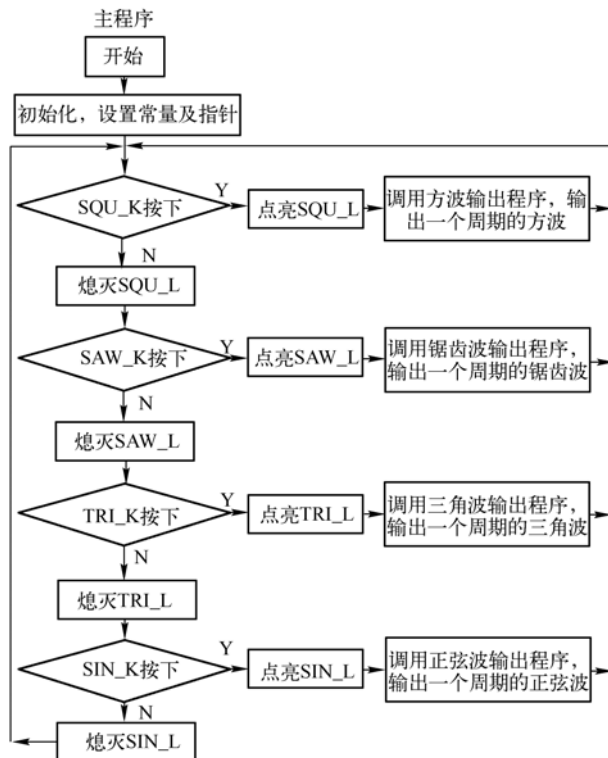 主程序
开始
初始化，设置常量及指针
SQU_K按下
Y
点亮SQU_L
调用方波输出程序，输
出一个周期的方波
N
熄灭SQU_L
SAW_K按下
Y
点亮SAW_L
调用锯齿波输出程序，
输出一个周期的锯齿波
N
熄灭SAW_L
TRI_K按下
Y
点亮TRI_L
调用三角波输出程序，
输出一个周期的三角波
N
熄灭TRI_L
SIN_K按下
Y
点亮SIN_L
调用正弦波输出程序，
输出一个周期的正弦波
N
熄灭SIN_L